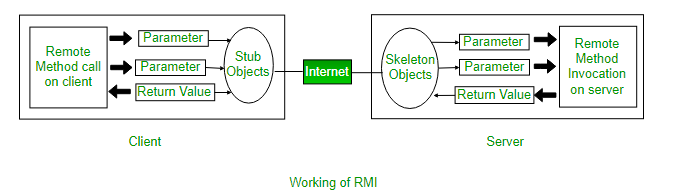 Remote
Method call
on client
Parameter
Parameter
Return Value
Stub
Objects
Internet
Skeleton
Objects
Parameter
Parameter
Return Value
Remote
Method
Invocation
on server
Client
Server
Working of RMI